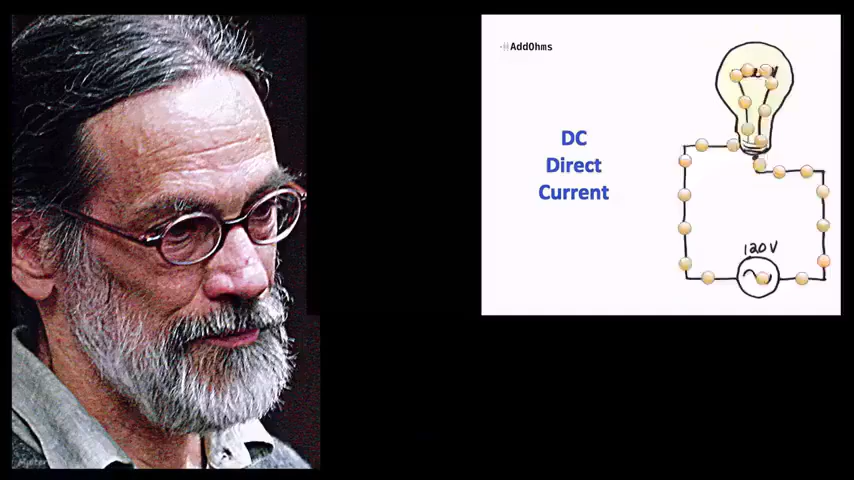 AddOhms
DC
Direct
Current
120V